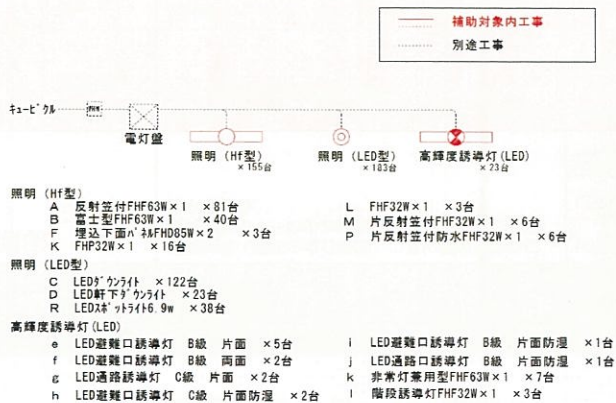 補助対象内工事
別途工事
キュービクル
電灯盤
照明 (Hf型)
×155台
照明 (LED型)
×183台
高輝度誘導灯(LED)
×23台
照明 (Hf型)
A 反射笠付FHF63W×1 ×81台
B 富士型FHF63W×1 ×40台
F 埋込下面パネルFHD85W×2 ×3台
K FHP32W×1 ×16台
L FHF32W×1 ×3台
M 片反射笠付FHF32W×1 ×6台
P 片反射笠付防水FHF32W×1 ×6台
照明 (LED型)
C LEDダウンライト ×122台
D LED軒下ダウンライト ×23台
R LEDスポットライト6.9w ×38台
高輝度誘導灯(LED)
e LED避難口誘導灯 B級 片面 ×5台
f LED避難口誘導灯 B級 両面 ×2台
g LED通路誘導灯 C級 片面 ×2台
h LED避難口誘導灯 C級 片面防湿 ×2台
i LED避難口誘導灯 B級 片面防湿 ×1台
j LED通路口誘導灯 B級 片面防湿 ×1台
k 非常灯兼用型FHF63W×1 ×7台
l 階段誘導灯FHF32W×1 ×3台